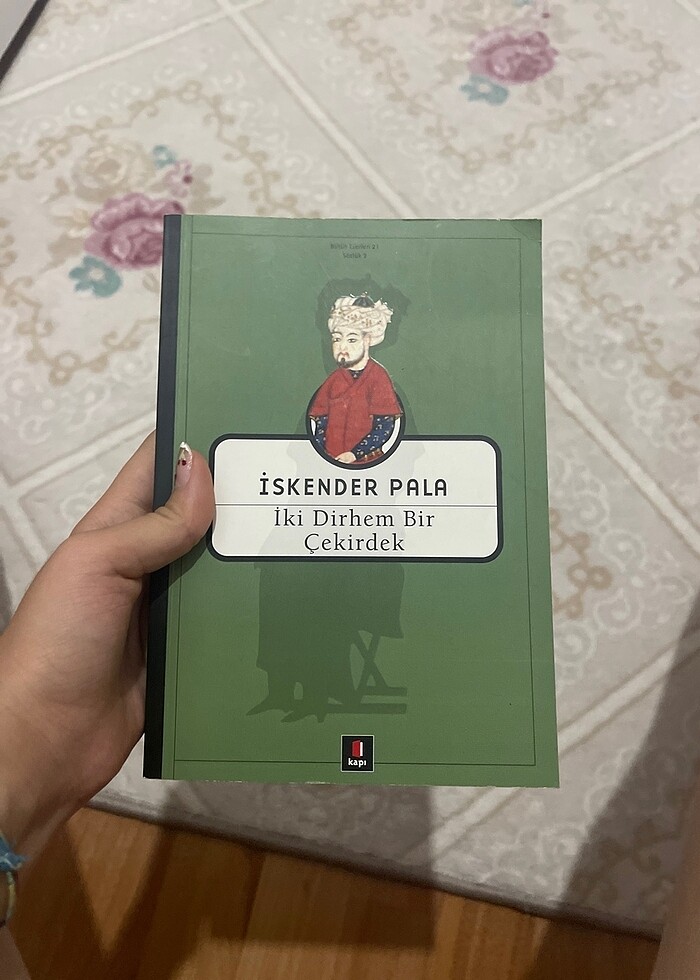 İSKENDER PALA
İki Dirhem Bir
Çekirdek
kapı